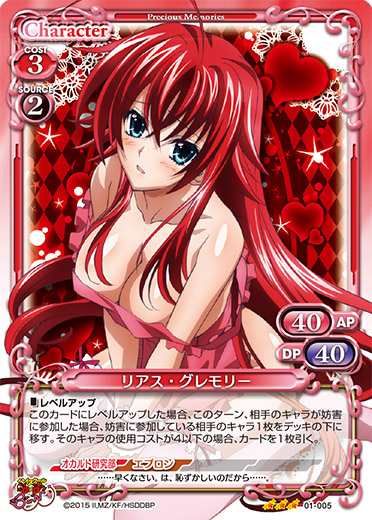 Precious Memories
Character
COST
3
SOURCE
2
40 AP
DP 40
リアス・グレモリー
■レベルアップ
このカードにレベルアップした場合、このターン、相手のキャラが妨害
に参加した場合、妨害に参加している相手のキャラ1枚をデッキの下に
移す。そのキャラの使用コストが4以下の場合、カードを1枚引く。
オカルト研究部 エプロン
……早くなさい。は、恥ずかしいのだから……。
©2015 II,MZ/KF/HSDDBP
01-005